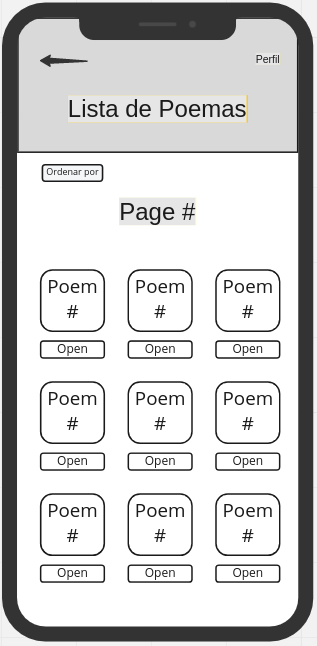 Perfil
Lista de Poemas
Ordenar por
Page #
Poem
#
Poem
#
Poem
#
Open
Open
Open
Poem
#
Poem
#
Poem
#
Open
Open
Open
Poem
#
Poem
#
Poem
#
Open
Open
Open